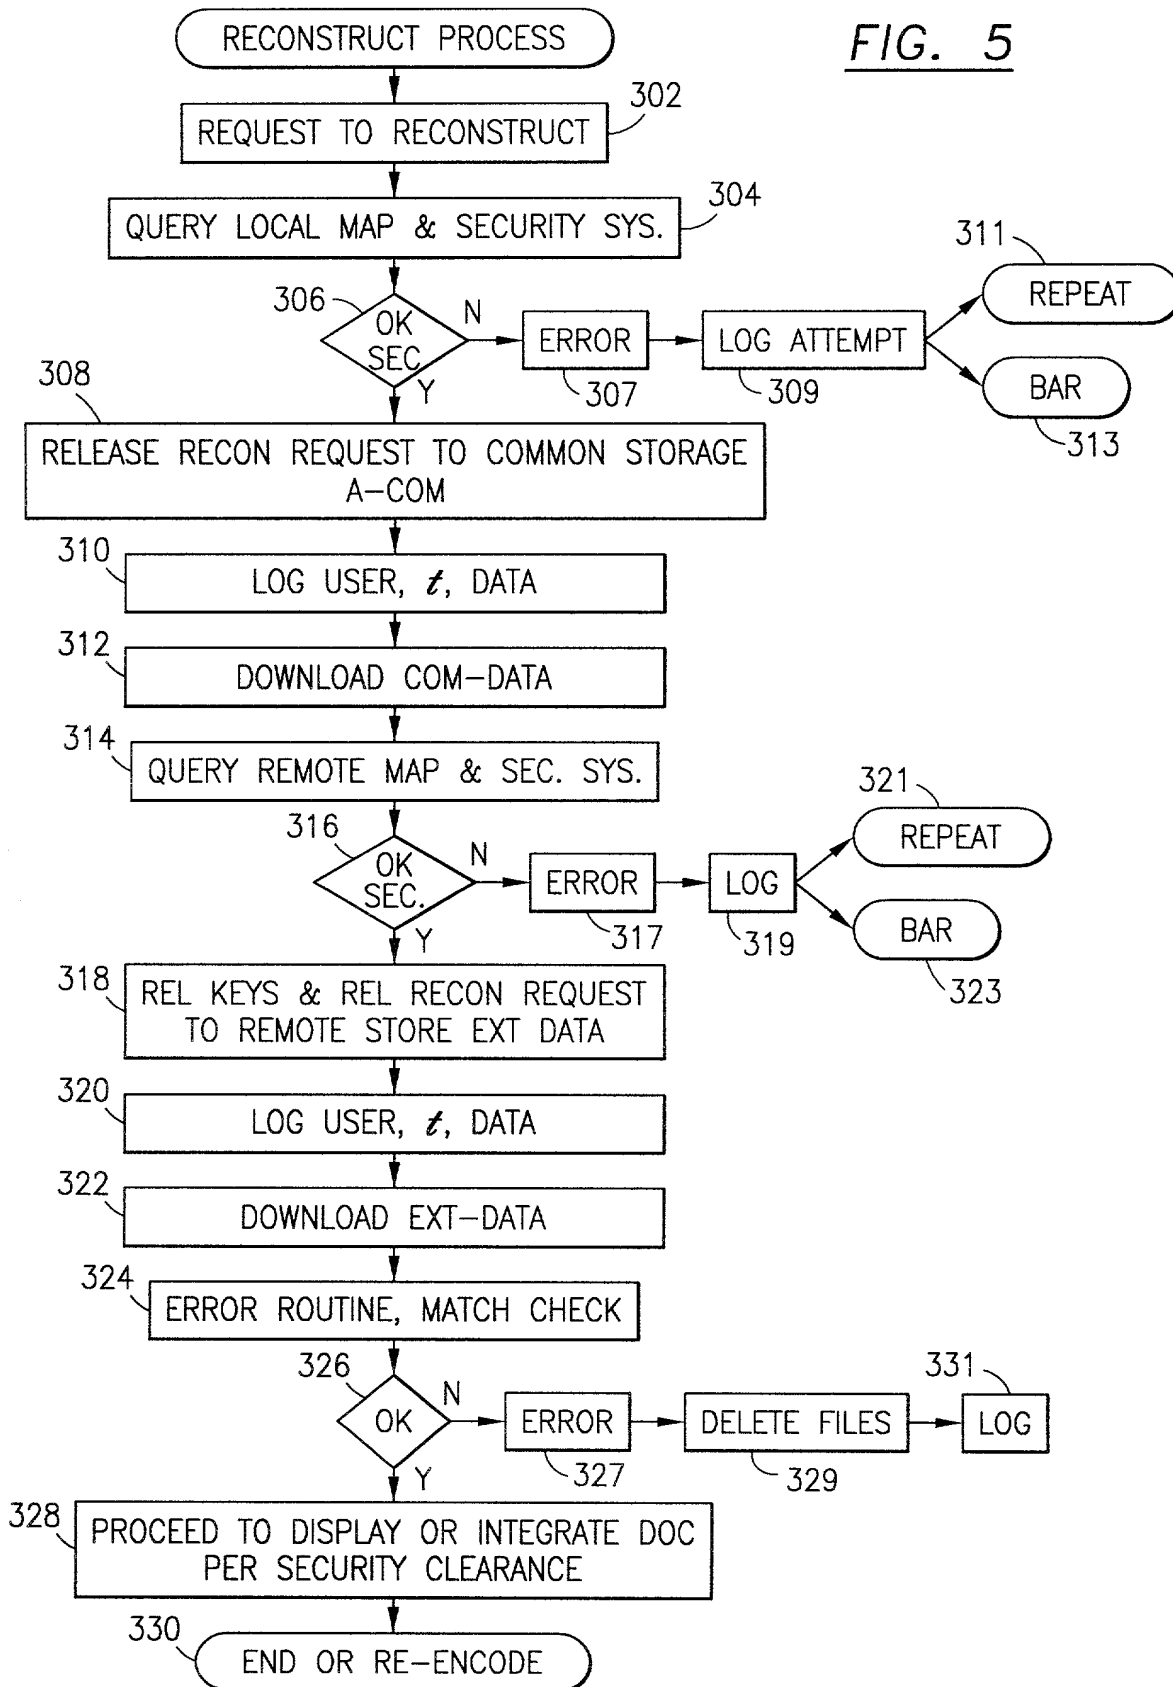 RECONSTRUCT PROCESS
FIG. 5
302
REQUEST TO RECONSTRUCT
304
QUERY LOCAL MAP & SECURITY SYS.
311
REPEAT
306
OK
SEC
N
ERROR
LOG ATTEMPT
Y
307
309
BAR
313
308
RELEASE RECON REQUEST TO COMMON STORAGE
A-COM
310
LOG USER, t, DATA
312
DOWNLOAD COM-DATA
314
QUERY REMOTE MAP & SEC. SYS.
321
REPEAT
316
OK
SEC.
N
ERROR
LOG
Y
317
319
BAR
323
318
REL KEYS & REL RECON REQUEST
TO REMOTE STORE EXT DATA
320
LOG USER, t, DATA
322
DOWNLOAD EXT-DATA
324
ERROR ROUTINE, MATCH CHECK
326
OK
N
ERROR
DELETE FILES
331
LOG
Y
327
329
328
PROCEED TO DISPLAY OR INTEGRATE DOC
PER SECURITY CLEARANCE
330
END OR RE-ENCODE